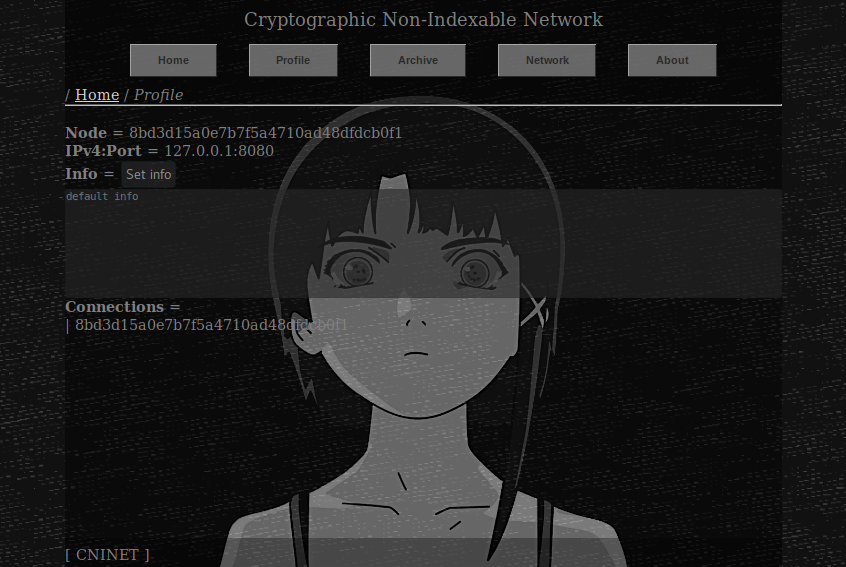 Cryptographic Non-Indexable Network
Home Profile Archive Network About
/ Home / Profile
Node = 8bd3d15a0e7b7f5a4710ad48dfdcb0f1
IPv4:Port = 127.0.0.1:8080
Info = Set info
default info
Connections =
| 8bd3d15a0e7b7f5a4710ad48dfdcb0f1
[ CNINET ]